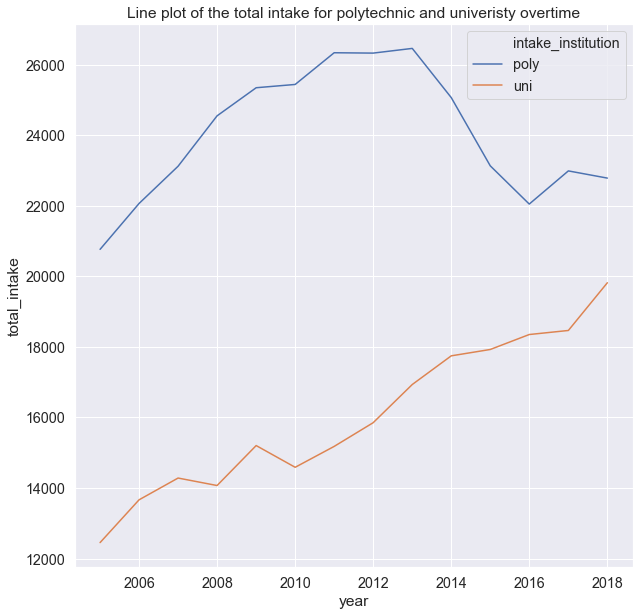 Line plot of the total intake for polytechnic and univeristy overtime
intake_institution
poly
uni
26000
24000
22000
20000
18000
16000
14000
12000
total_intake
2006 2008 2010 2012 2014 2016 2018
year